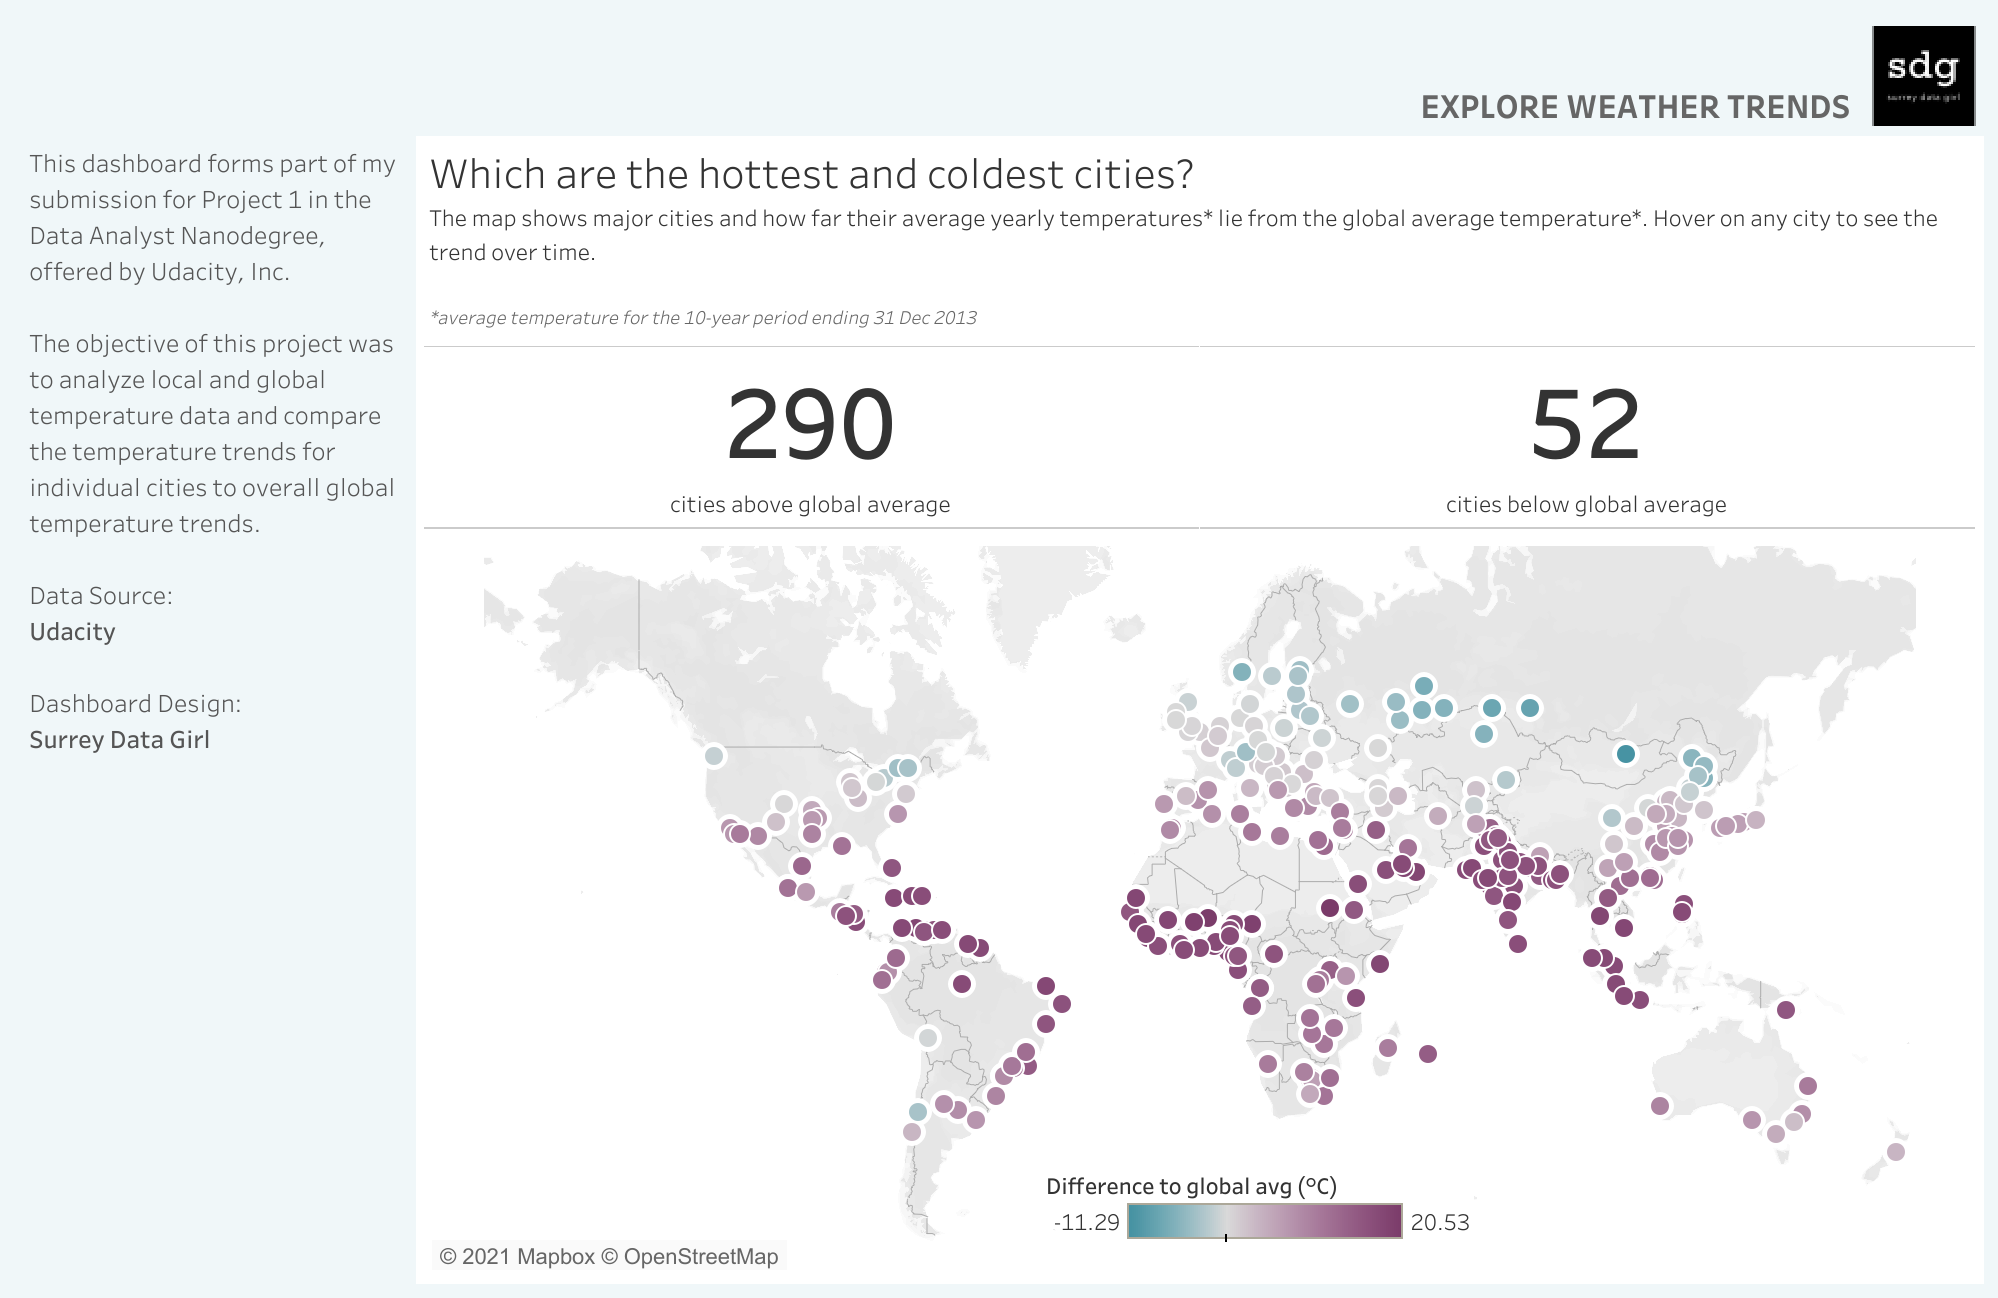 sdg
surrey data girl
EXPLORE WEATHER TRENDS
This dashboard forms part of my
submission for Project 1 in the
Data Analyst Nanodegree,
offered by Udacity, Inc.
The objective of this project was
to analyze local and global
temperature data and compare
the temperature trends for
individual cities to overall global
temperature trends.
Data Source:
Udacity
Dashboard Design:
Surrey Data Girl
Which are the hottest and coldest cities?
The map shows major cities and how far their average yearly temperatures* lie from the global average temperature*. Hover on any city to see the
trend over time.
*average temperature for the 10-year period ending 31 Dec 2013
290
cities above global average
52
cities below global average
Difference to global avg (°C)
-11.29
20.53
© 2021 Mapbox © OpenStreetMap